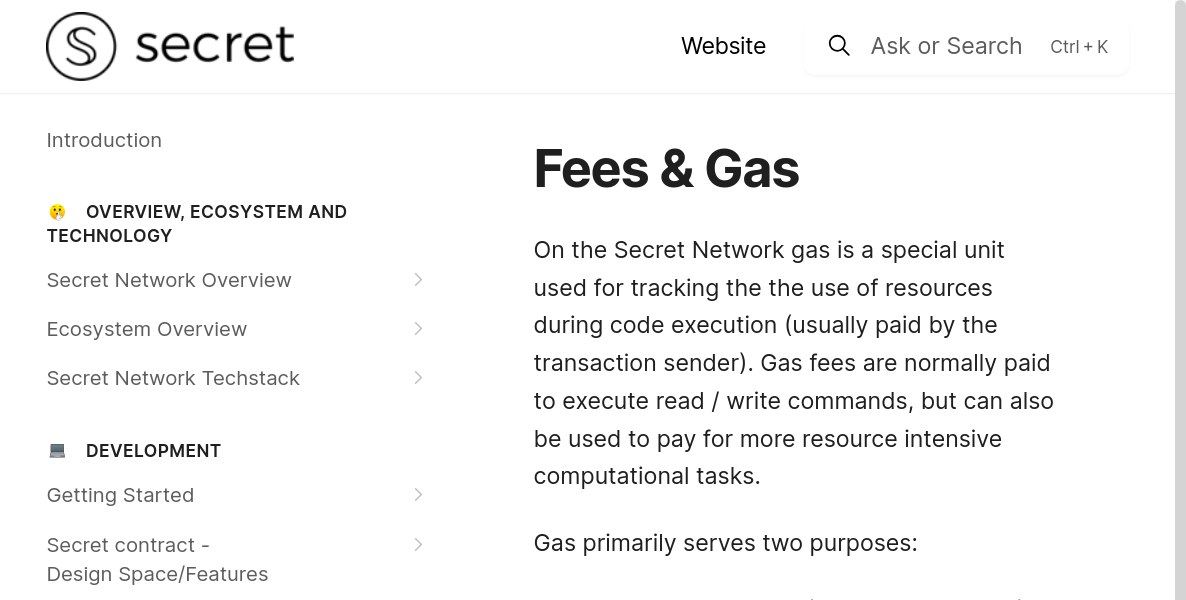 secret
Website
Ask or Search
Ctrl + K
Introduction
OVERVIEW, ECOSYSTEM AND
TECHNOLOGY
Secret Network Overview
Ecosystem Overview
Secret Network Techstack
DEVELOPMENT
Getting Started
Secret contract -
Design Space/Features
Fees & Gas
On the Secret Network gas is a special unit
used for tracking the the use of resources
during code execution (usually paid by the
transaction sender). Gas fees are normally paid
to execute read / write commands, but can also
be used to pay for more resource intensive
computational tasks.
Gas primarily serves two purposes: